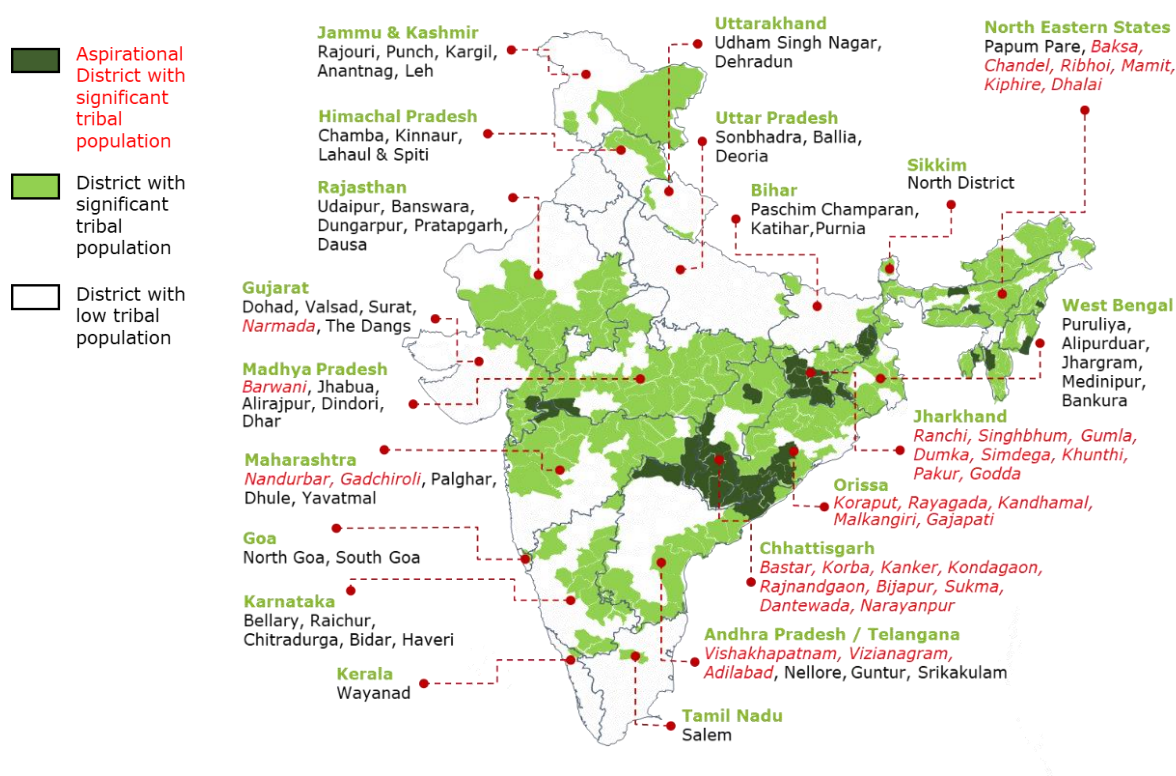 Aspirational
District with
significant
tribal
population
District with
significant
tribal
population
District with
low tribal
population
Jammu & Kashmir
Rajouri, Punch, Kargil,
Anantnag, Leh
Himachal Pradesh
Chamba, Kinnaur,
Lahaul & Spiti
Rajasthan
Udaipur, Banswara,
Dungarpur, Pratapgarh,
Dausa
Gujarat
Dohad, Valsad, Surat,
Narmada, The Dangs
Madhya Pradesh
Barwani, Jhabua,
Alirajpur, Dindori,
Dhar
Maharashtra
Nandurbar, Gadchiroli, Palghar,
Dhule, Yavatmal
Goa
North Goa, South Goa
Karnataka
Bellary, Raichur,
Chitradurga, Bidar, Haveri
Kerala
Wayanad
Uttarakhand
Udham Singh Nagar,
Dehradun
Uttar Pradesh
Sonbhadra, Ballia,
Deoria
Bihar
Paschim Champaran,
Katihar,Purnia
Sikkim
North District
North Eastern States
Papum Pare, Baksa,
Chandel, Ribhoi, Mamit,
Kiphire, Dhalai
West Bengal
Puruliya,
Alipurduar,
Jhargram,
Medinipur,
Bankura
Jharkhand
Ranchi, Singhbhum, Gumla,
Dumka, Simdega, Khunthi,
Pakur, Godda
Orissa
Koraput, Rayagada, Kandhamal,
Malkangiri, Gajapati
Chhattisgarh
Bastar, Korba, Kanker, Kondagaon,
Rajnandgaon, Bijapur, Sukma,
Dantewada, Narayanpur
Andhra Pradesh / Telangana
Vishakhapatnam, Vizianagram,
Adilabad, Nellore, Guntur, Srikakulam
Tamil Nadu
Salem